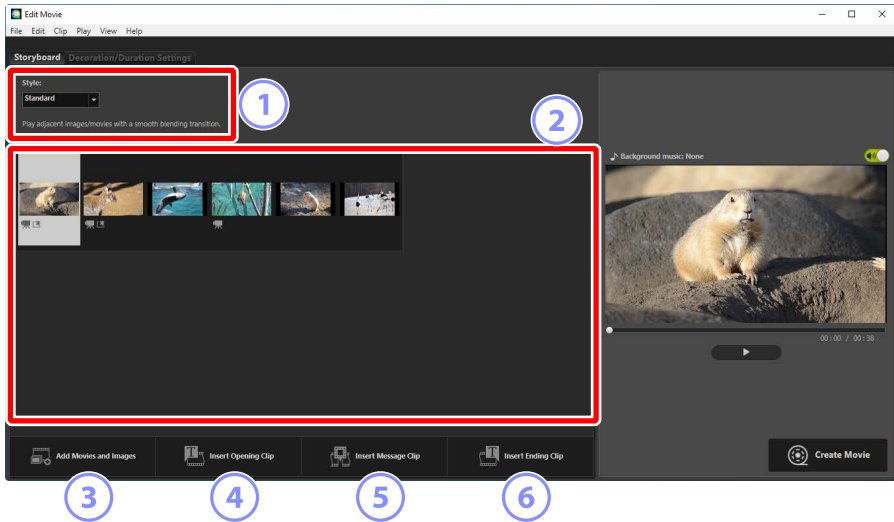 Edit Movie
File Edit Clip Play View Help
Storyboard Decoration/Duration Settings
Style:
Standard
Play adjacent images/movies with a smooth blending transition.
1
2
Background music: None
00:00 / 00:38
Add Movies and Images
Insert Opening Clip
Insert Message Clip
Insert Ending Clip
Create Movie
3
4
5
6